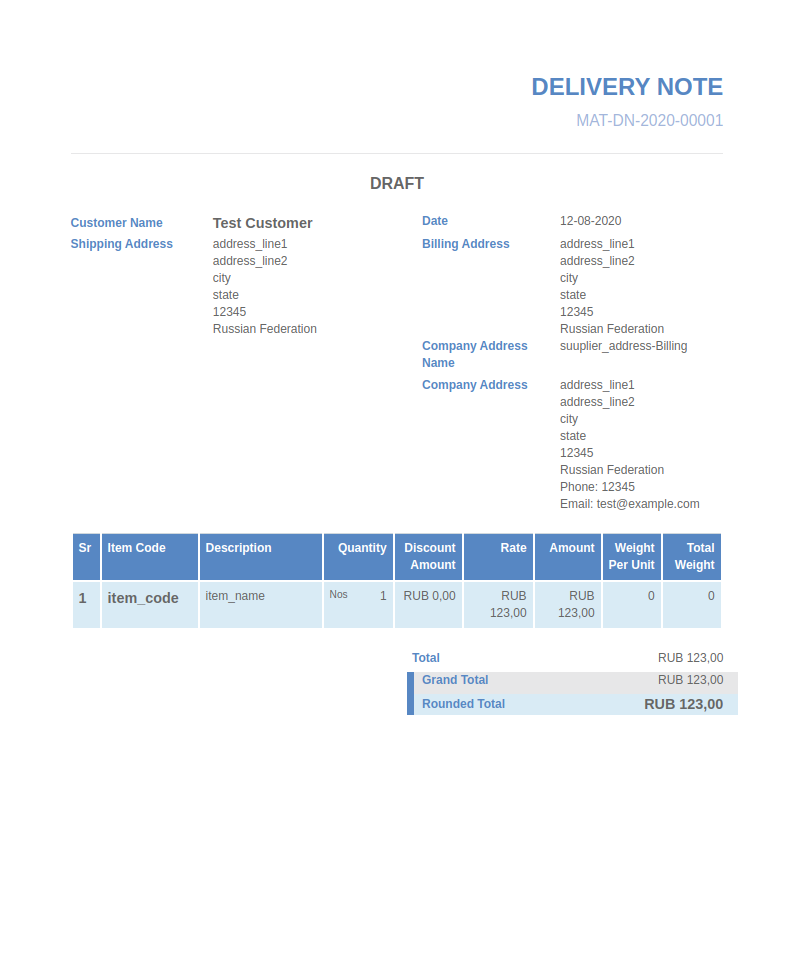 DELIVERY NOTE
MAT-DN-2020-00001
DRAFT
Customer Name Test Customer
Shipping Address address_line1
address_line2
city
state
12345
Russian Federation
Date 12-08-2020
Billing Address address_line1
address_line2
city
state
12345
Russian Federation
Company Address Name suuplier_address-Billing
Company Address address_line1
address_line2
city
state
12345
Russian Federation
Phone: 12345
Email: test@example.com
Sr Item Code Description Quantity Discount Amount Rate Amount Weight Per Unit Total Weight
1 item_code item_name Nos 1 RUB 0,00 RUB 123,00 RUB 123,00 0 0
Total RUB 123,00
Grand Total RUB 123,00
Rounded Total RUB 123,00